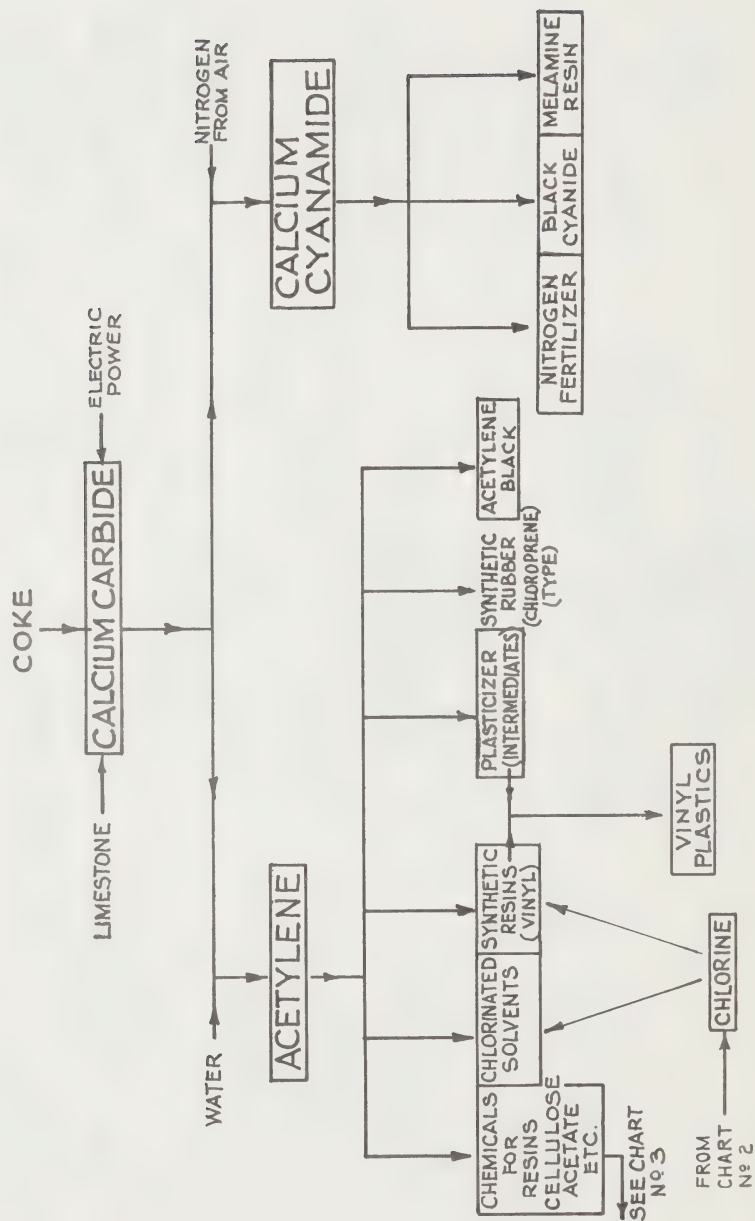 COKE
LIMESTONE
CALCIUM CARBIDE
ELECTRIC
POWER
WATER
NITROGEN
FROM AIR
ACETYLENE
CALCIUM
CYANAMIDE
CHEMICALS
FOR
RESINS
CELLULOSE
ACETATE
ETC.
CHLORINATED
SOLVENTS
SYNTHETIC
RESINS
(VINYL)
PLASTICIZER
(INTERMEDIATES)
SYNTHETIC
RUBBER
(CHLOROPRENE)
(TYPE)
ACETYLENE
BLACK
NITROGEN
FERTILIZER
BLACK
CYANIDE
MELAMINE
RESIN
SEE CHART
Nº 3
VINYL
PLASTICS
FROM
CHART
Nº 2
CHLORINE